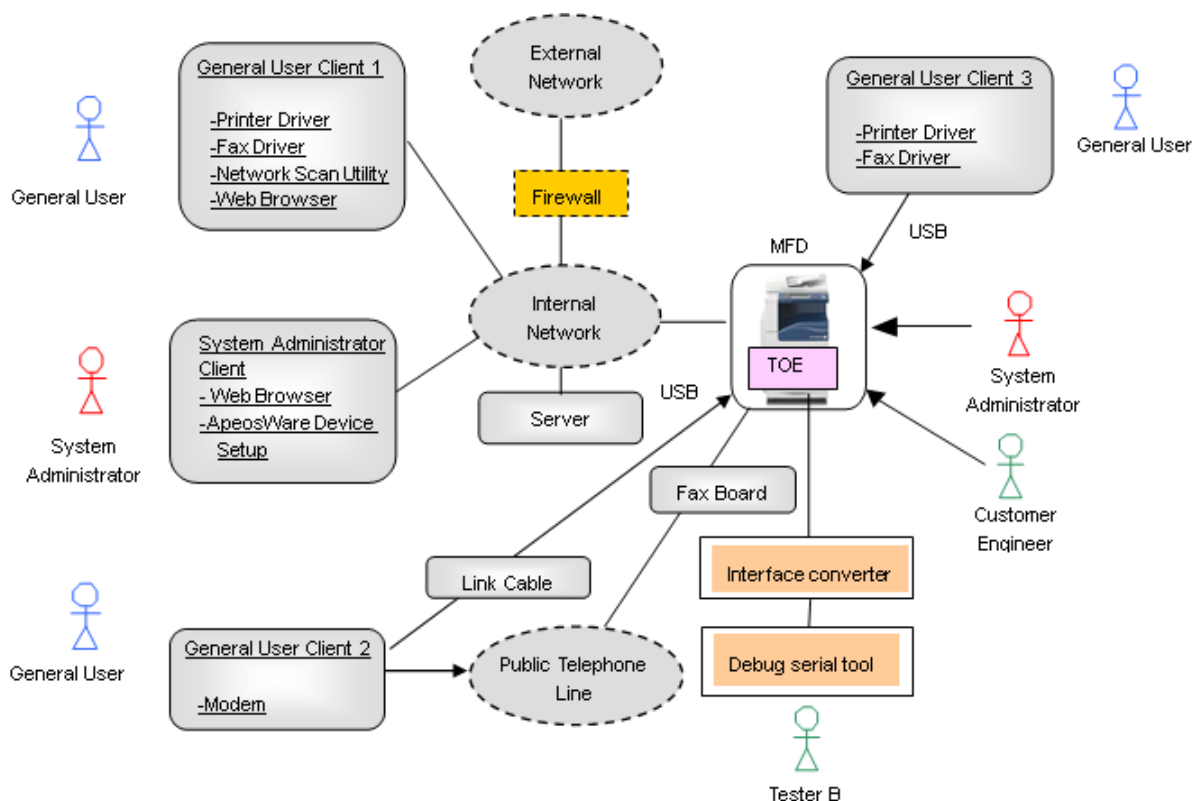 External
Network
General User Client 1
-Printer Driver
-Fax Driver
-Network Scan Utility
-Web Browser
General User
Firewall
General User Client 3
-Printer Driver
-Fax Driver
General User
USB
MFD
TOE
Internal
Network
System Administrator
Client
- Web Browser
-ApeosWare Device
Setup
System
Administrator
Server
USB
System
Administrator
Fax Board
Customer
Engineer
Interface converter
Link Cable
General User
General User Client 2
-Modem
Public Telephone
Line
Debug serial tool
Tester B